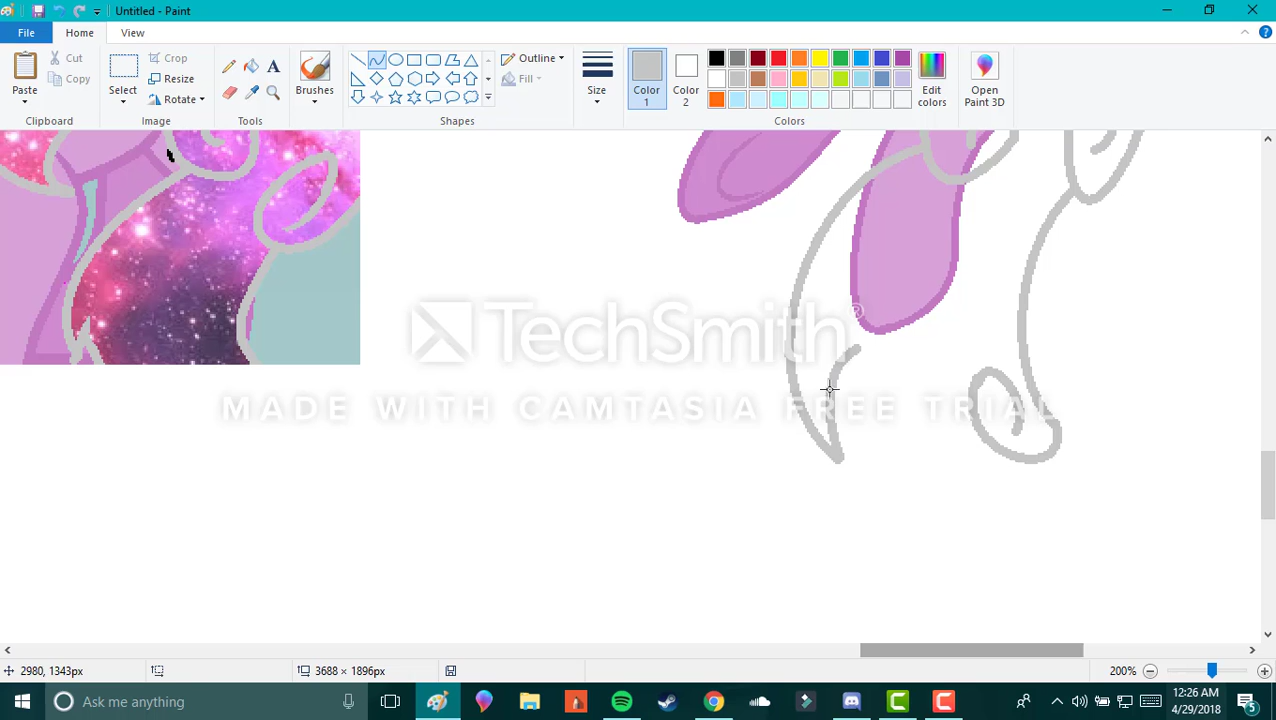 Untitled - Paint
File
Home
View
Paste
Cut
Copy
Clipboard
Select
Crop
Resize
Rotate
Image
Tools
Brushes
Shapes
Outline
Fill
Size
Color 1
Color 2
Colors
Edit colors
Open Paint 3D
TechSmith®
MADE WITH CAMTASIA FREE TRIAL
2980, 1343px
3688 × 1896px
200%
Ask me anything
12:26 AM
4/29/2018
5